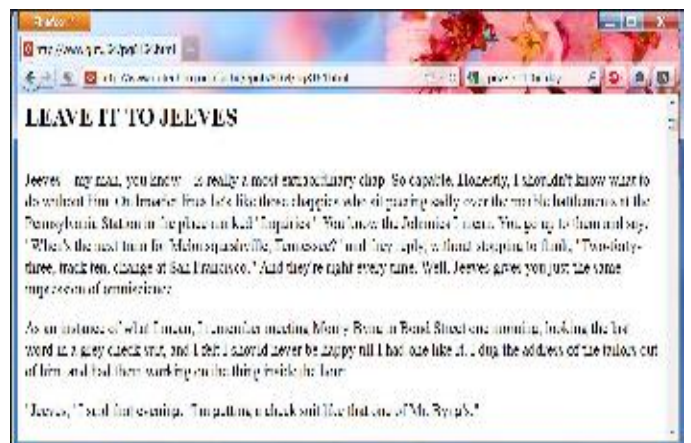 LEAVE IT TO JEEVES
Jeeves—my man, you know—is really a most extraordinary chap. So capable. Honestly, I shouldn't know what to
do without him. On broader lines he's like those chappies who sit peering sadly over the marble battlements at the
Pennsylvania Station in the place marked "Inquiries." You know the Johnnies I mean. You go up to them and say:
"When's the next train for Melonsquashville, Tennessee?" and they reply, without stopping to think, "Two-forty-
three, track ten, change at San Francisco." And they're right every time. Well, Jeeves gives you just the same
impression of omniscience.
As an instance of what I mean, I remember meeting Monty Byng in Bond Street one morning, looking the last
word in a grey check suit, and I felt I should never be happy till I had one like it. I dug the address of the tailors out
of him, and had them working on the thing inside the hour.
"Jeeves," I said that evening. "I'm getting a check suit like that one of Mr. Byng's."